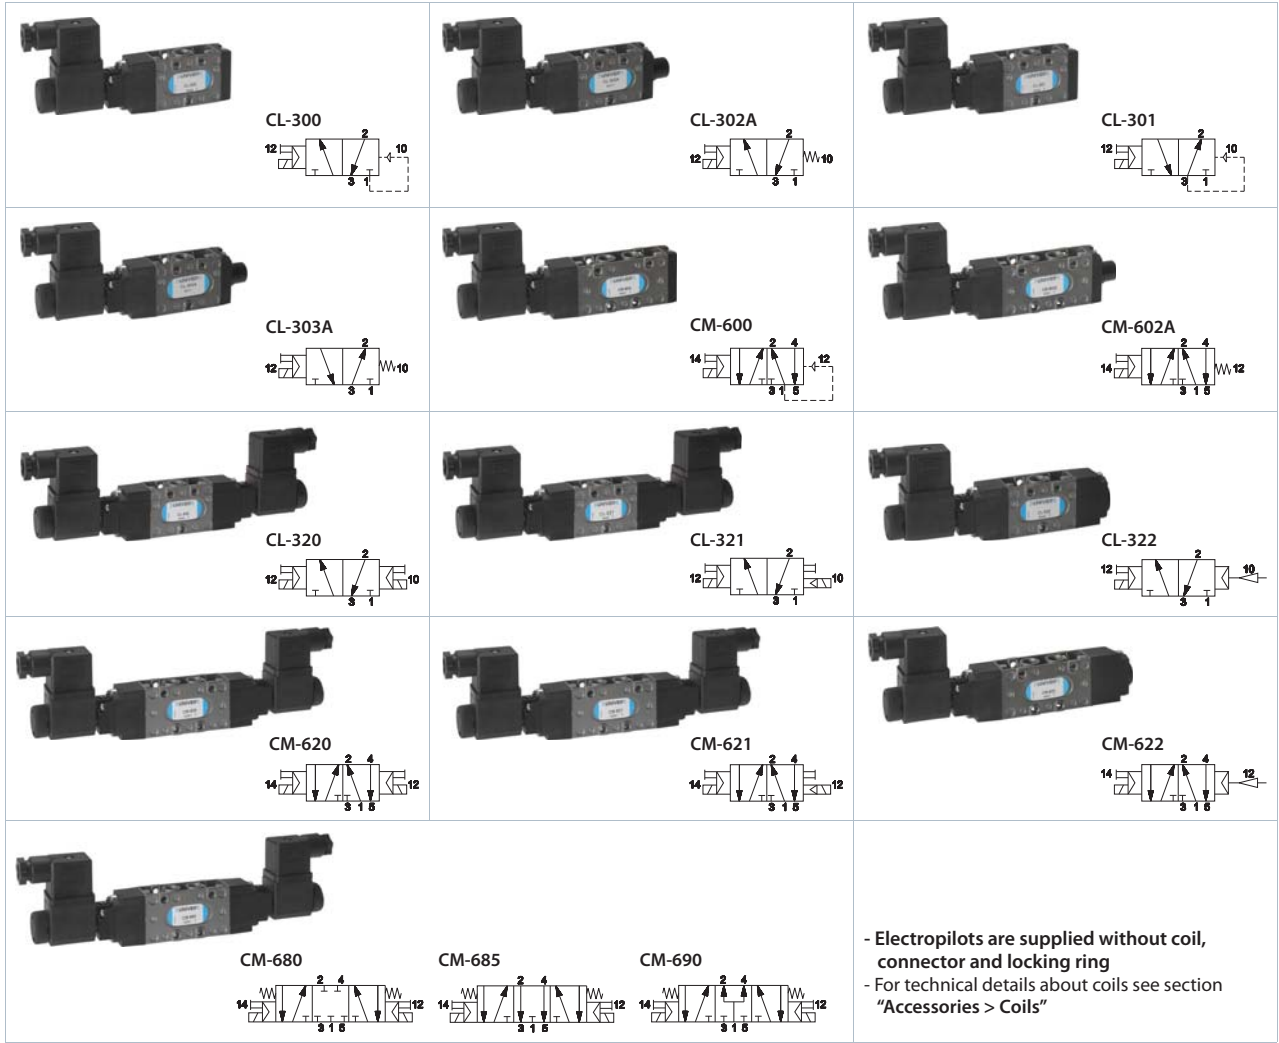 CL-300
2
12
10
3 1
CL-302A
2
12
10
3 1
CL-301
2
12
10
3 1
CL-303A
2
12
10
3 1
CM-600
2 4
14
12
3 1 5
CM-602A
2 4
14
12
3 1 5
CL-320
2
12
10
3 1
CL-321
2
12
10
3 1
CL-322
2
12
10
3 1
CM-620
2 4
14
12
3 1 5
CM-621
2 4
14
12
3 1 5
CM-622
2 4
14
12
3 1 5
CM-680
2 4
14
12
3 1 5
CM-685
2 4
14
12
3 1 5
CM-690
2 4
14
12
3 1 5
- Electropilots are supplied without coil,
connector and locking ring
- For technical details about coils see section
“Accessories > Coils”